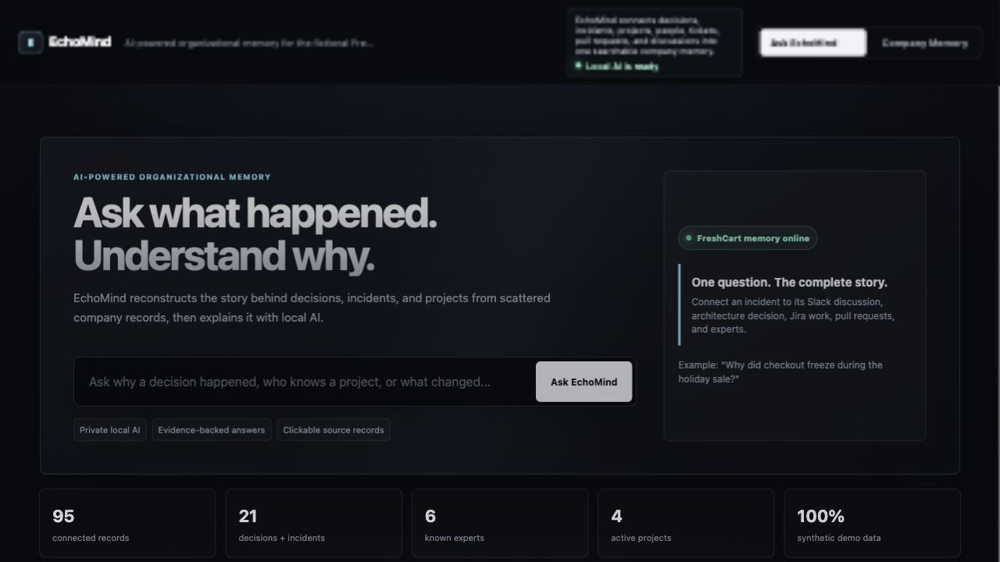 EchoMind
AI-powered organizational memory for the fictional Fre...
EchoMind connects decisions,
incidents, projects, people, tickets,
pull requests, and discussions into
one searchable company memory.
Local AI is ready
Ask EchoMind
Company Memory
AI-POWERED ORGANIZATIONAL MEMORY
Ask what happened.
Understand why.
EchoMind reconstructs the story behind decisions, incidents, and projects from scattered
company records, then explains it with local AI.
Ask why a decision happened, who knows a project, or what changed...
Ask EchoMind
Private local AI
Evidence-backed answers
Clickable source records
FreshCart memory online
One question. The complete story.
Connect an incident to its Slack discussion,
architecture decision, Jira work, pull requests,
and experts.
Example: “Why did checkout freeze during the
holiday sale?”
95
connected records
21
decisions + incidents
6
known experts
4
active projects
100%
synthetic demo data